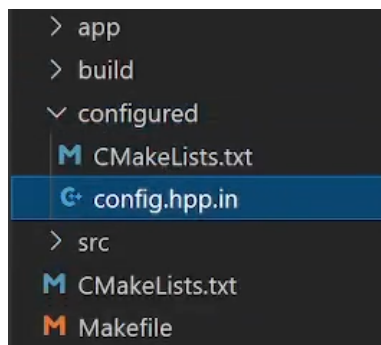 app
build
configured
CMakeLists.txt
config.hpp.in
src
CMakeLists.txt
Makefile